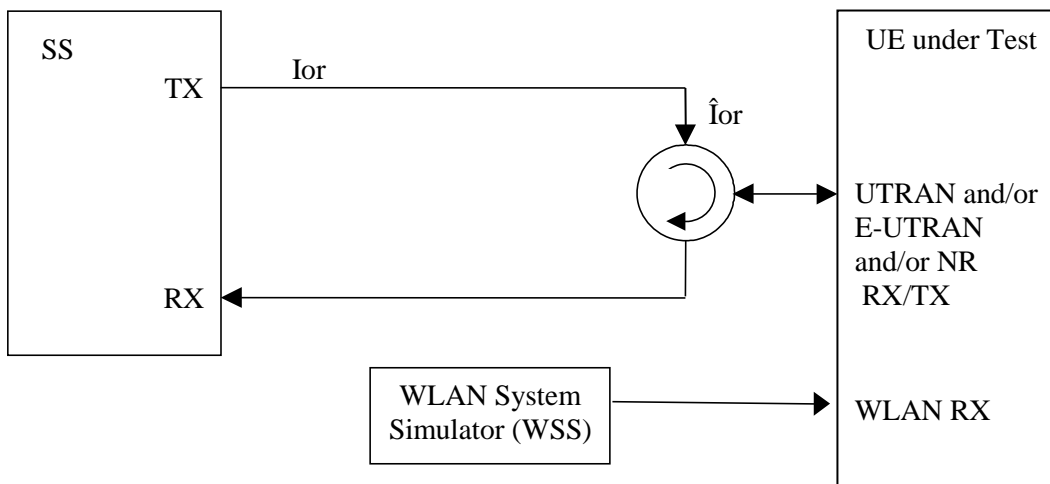 SS
TX
RX
Ior
Îor
UE under Test
UTRAN and/or
E-UTRAN
and/or NR
RX/TX
WLAN System
Simulator (WSS)
WLAN RX